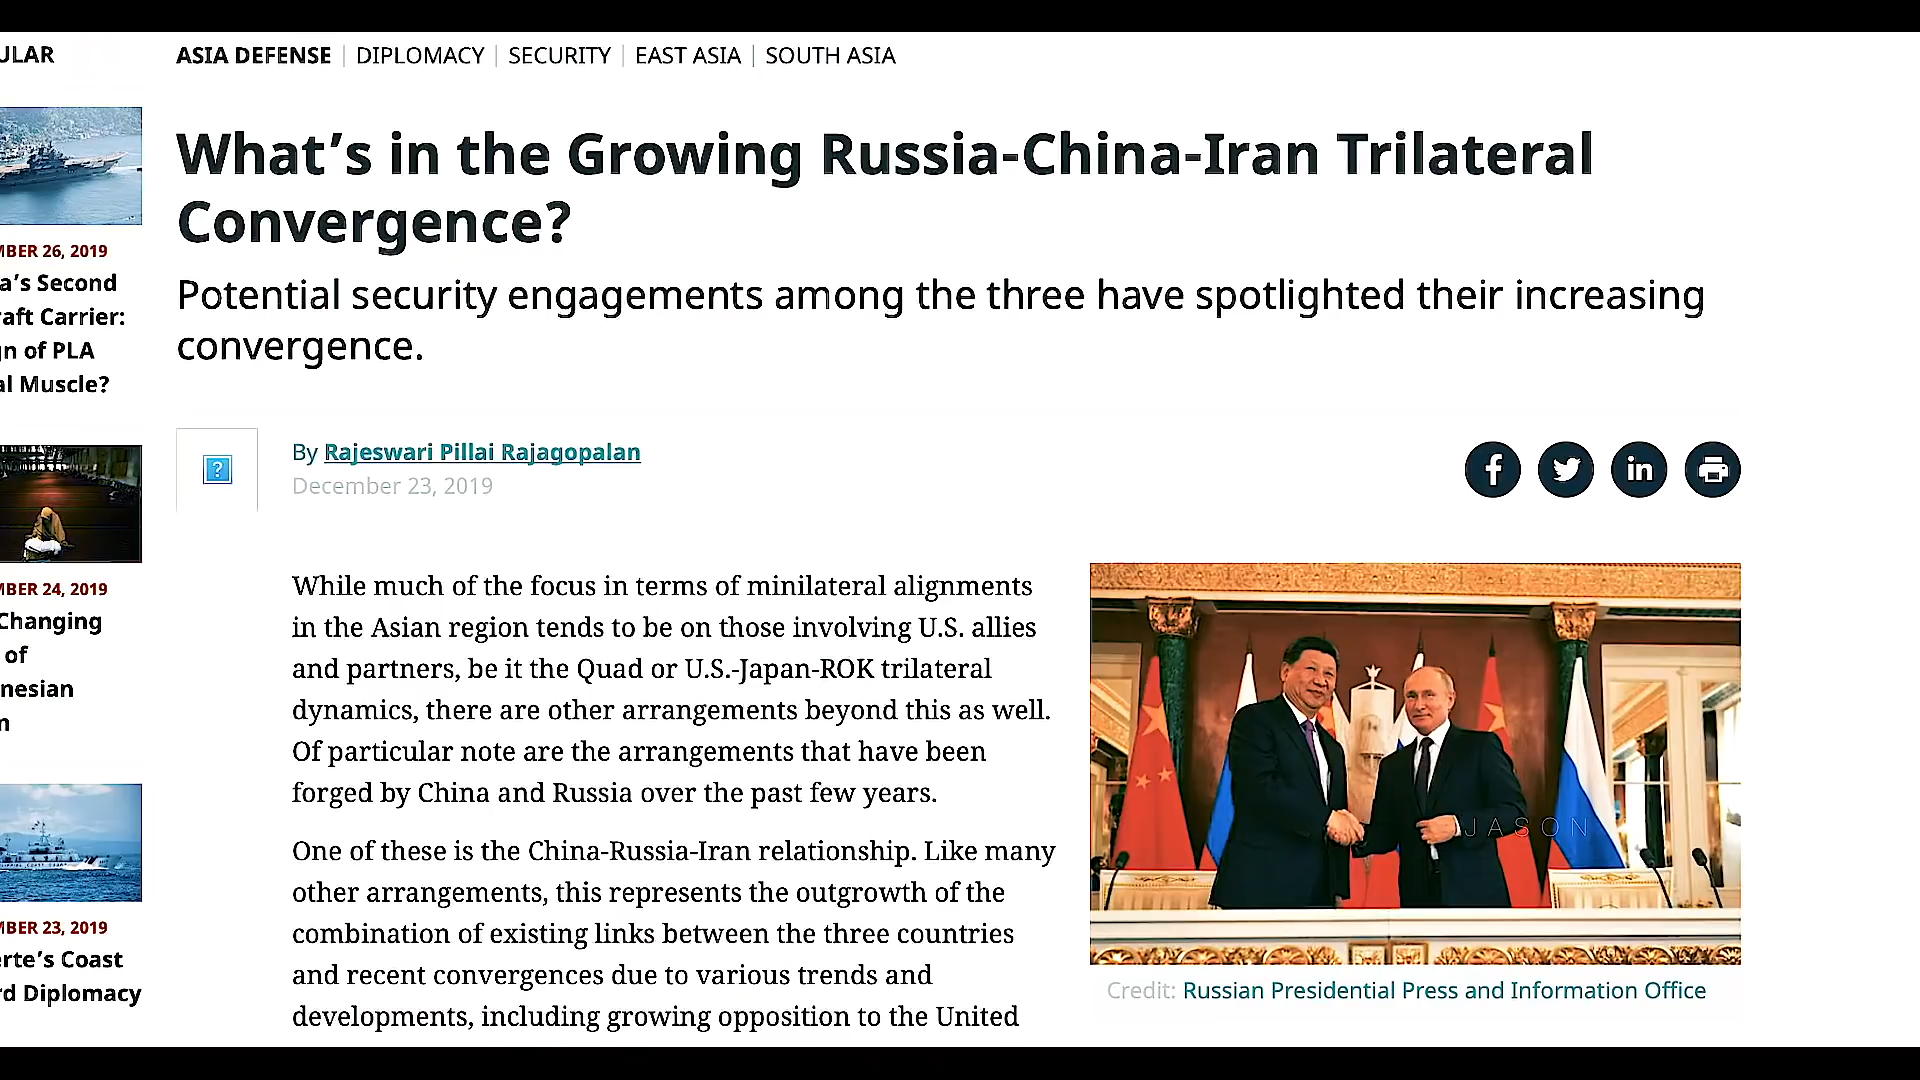 ULAR
ASIA DEFENSE | DIPLOMACY | SECURITY | EAST ASIA | SOUTH ASIA
What’s in the Growing Russia-China-Iran Trilateral
Convergence?
Potential security engagements among the three have spotlighted their increasing
convergence.
By Rajeswari Pillai Rajagopalan
December 23, 2019
MBER 26, 2019
a’s Second
raft Carrier:
gn of PLA
al Muscle?
MBER 24, 2019
Changing
of
nesian
n
MBER 23, 2019
erte’s Coast
rd Diplomacy
While much of the focus in terms of minilateral alignments
in the Asian region tends to be on those involving U.S. allies
and partners, be it the Quad or U.S.-Japan-ROK trilateral
dynamics, there are other arrangements beyond this as well.
Of particular note are the arrangements that have been
forged by China and Russia over the past few years.
One of these is the China-Russia-Iran relationship. Like many
other arrangements, this represents the outgrowth of the
combination of existing links between the three countries
and recent convergences due to various trends and
developments, including growing opposition to the United
JASON
Credit: Russian Presidential Press and Information Office